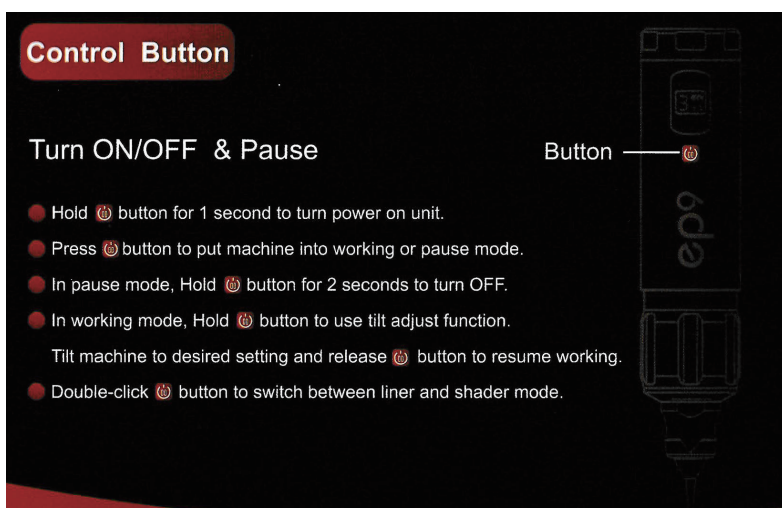 Control Button
Turn ON/OFF & Pause
Button
Hold button for 1 second to turn power on unit.
Press button to put machine into working or pause mode.
In pause mode, Hold button for 2 seconds to turn OFF.
In working mode, Hold button to use tilt adjust function.
Tilt machine to desired setting and release button to resume working.
Double-click button to switch between liner and shader mode.
ep9